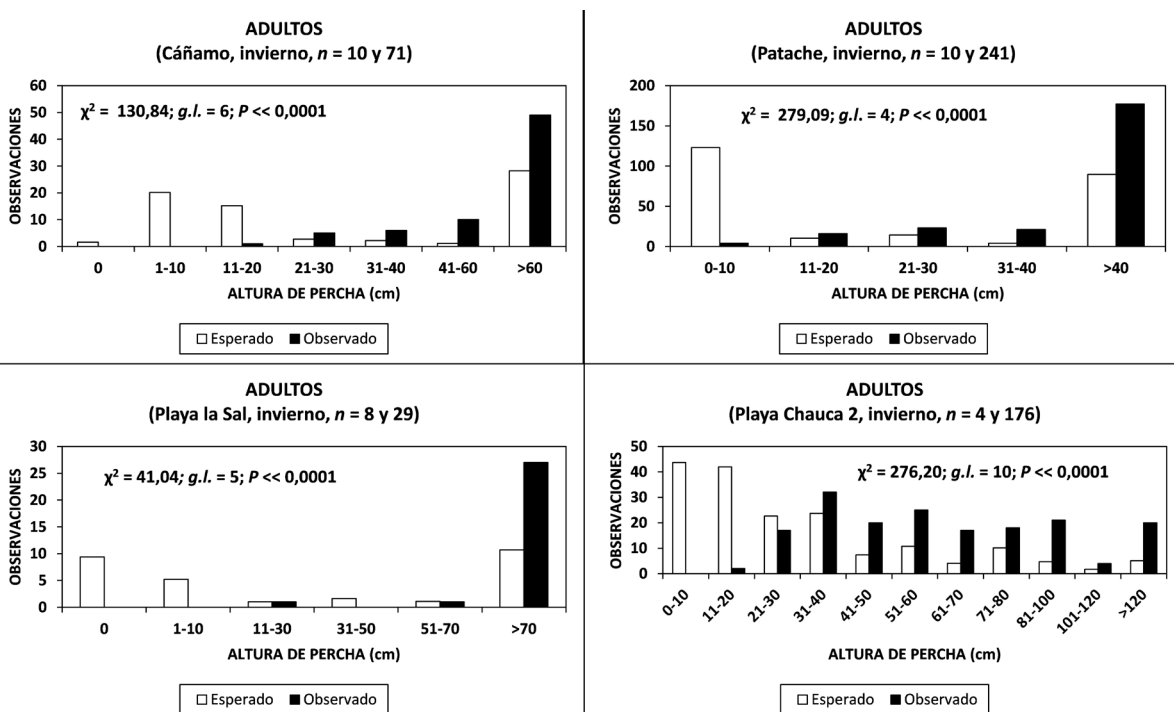 ADULTOS
(Cáñamo, invierno, n = 10 y 71)
χ² = 130,84; g.l. = 6; P << 0,0001
OBSERVACIONES
60
50
40
30
20
10
0
0 1-10 11-20 21-30 31-40 41-60 >60
ALTURA DE PERCHA (cm)
Esperado Observado
ADULTOS
(Patache, invierno, n = 10 y 241)
χ² = 279,09; g.l. = 4; P << 0,0001
OBSERVACIONES
200
150
100
50
0
0-10 11-20 21-30 31-40 >40
ALTURA DE PERCHA (cm)
Esperado Observado
ADULTOS
(Playa la Sal, invierno, n = 8 y 29)
χ² = 41,04; g.l. = 5; P << 0,0001
OBSERVACIONES
30
25
20
15
10
5
0
0 1-10 11-30 31-50 51-70 >70
ALTURA DE PERCHA (cm)
Esperado Observado
ADULTOS
(Playa Chauca 2, invierno, n = 4 y 176)
χ² = 276,20; g.l. = 10; P << 0,0001
OBSERVACIONES
50
40
30
20
10
0
0-10 11-20 21-30 31-40 41-50 51-60 61-70 71-80 81-100 101-120 >120
ALTURA DE PERCHA (cm)
Esperado Observado